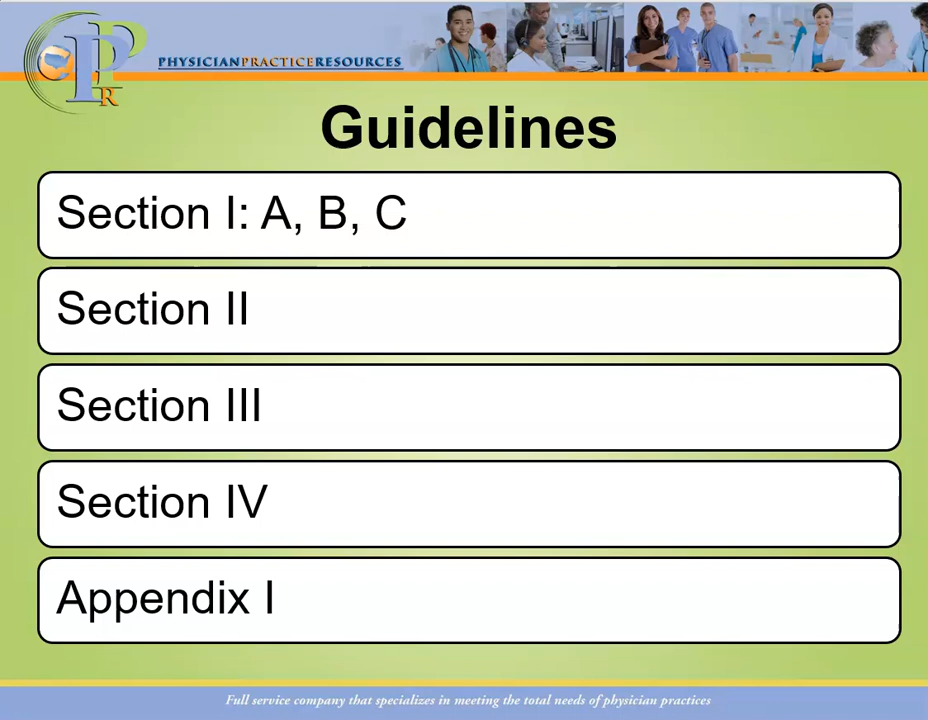 PPR
PHYSICIANPRACTICERESOURCES
Guidelines
Section I: A, B, C
Section II
Section III
Section IV
Appendix I
Full service company that specializes in meeting the total needs of physician practices